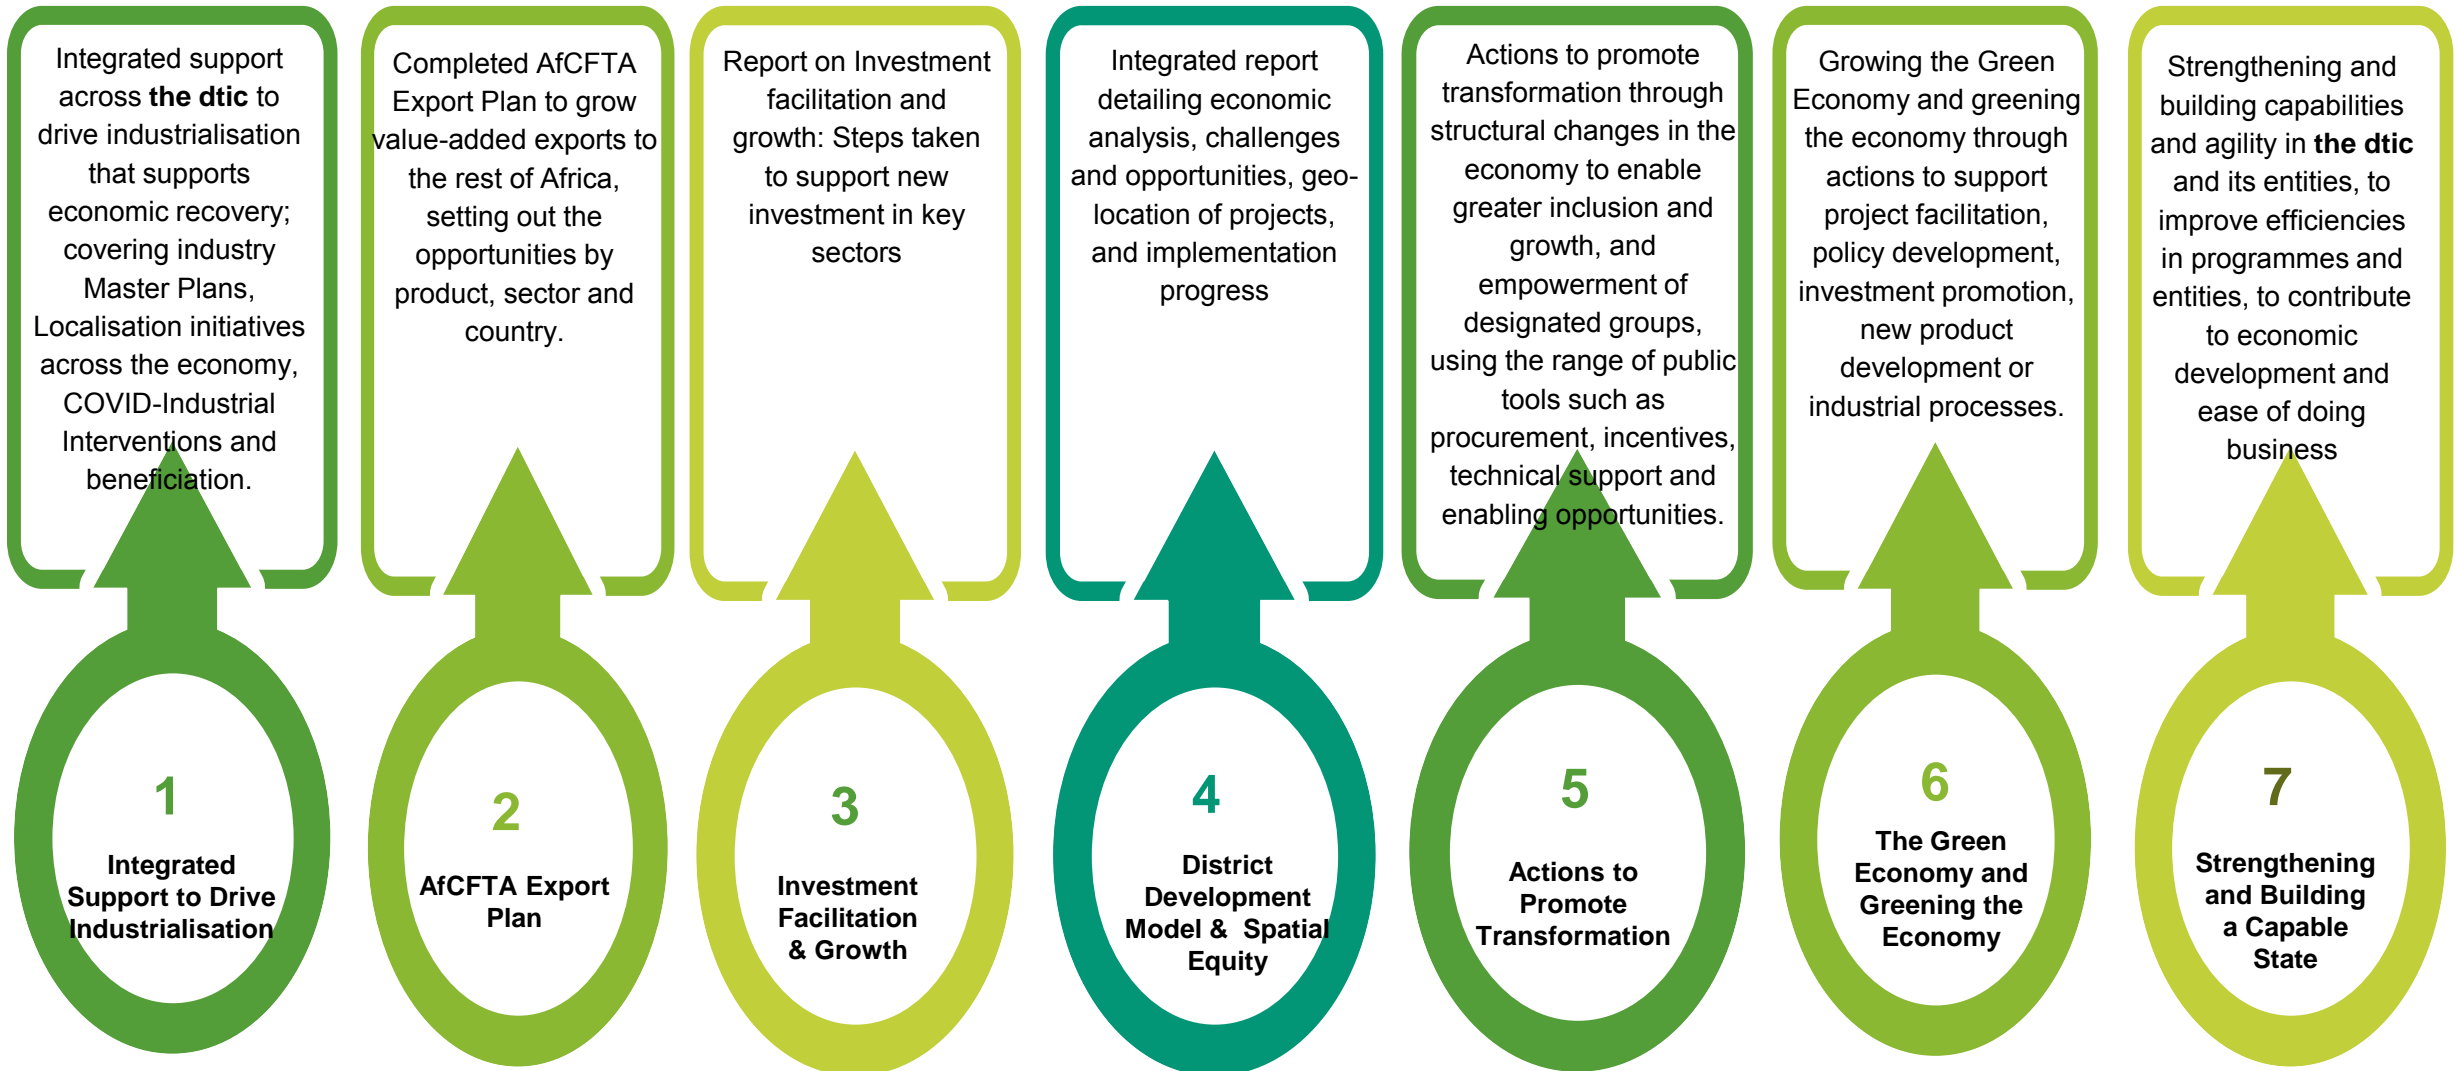 Integrated support
across the dtic to
drive industrialisation
that supports
economic recovery;
covering industry
Master Plans,
Localisation initiatives
across the economy,
COVID-Industrial
Interventions and
beneficiation.
Completed AfCFTA
Export Plan to grow
value-added exports to
the rest of Africa,
setting out the
opportunities by
product, sector and
country.
Report on Investment
facilitation and
growth: Steps taken
to support new
investment in key
sectors
Integrated report
detailing economic
analysis, challenges
and opportunities, geo-
location of projects,
and implementation
progress
Actions to promote
transformation through
structural changes in the
economy to enable
greater inclusion and
growth, and
empowerment of
designated groups,
using the range of public
tools such as
procurement, incentives,
technical support and
enabling opportunities.
Growing the Green
Economy and greening
the economy through
actions to support
project facilitation,
policy development,
investment promotion,
new product
development or
industrial processes.
Strengthening and
building capabilities
and agility in the dtic
and its entities, to
improve efficiencies
in programmes and
entities, to contribute
to economic
development and
ease of doing
business
1
Integrated
Support to Drive
Industrialisation
2
AfCFTA Export
Plan
3
Investment
Facilitation
& Growth
4
District
Development
Model &  Spatial
Equity
5
Actions to
Promote
Transformation
6
The Green
Economy and
Greening the
Economy
7
Strengthening
and Building
a Capable
State